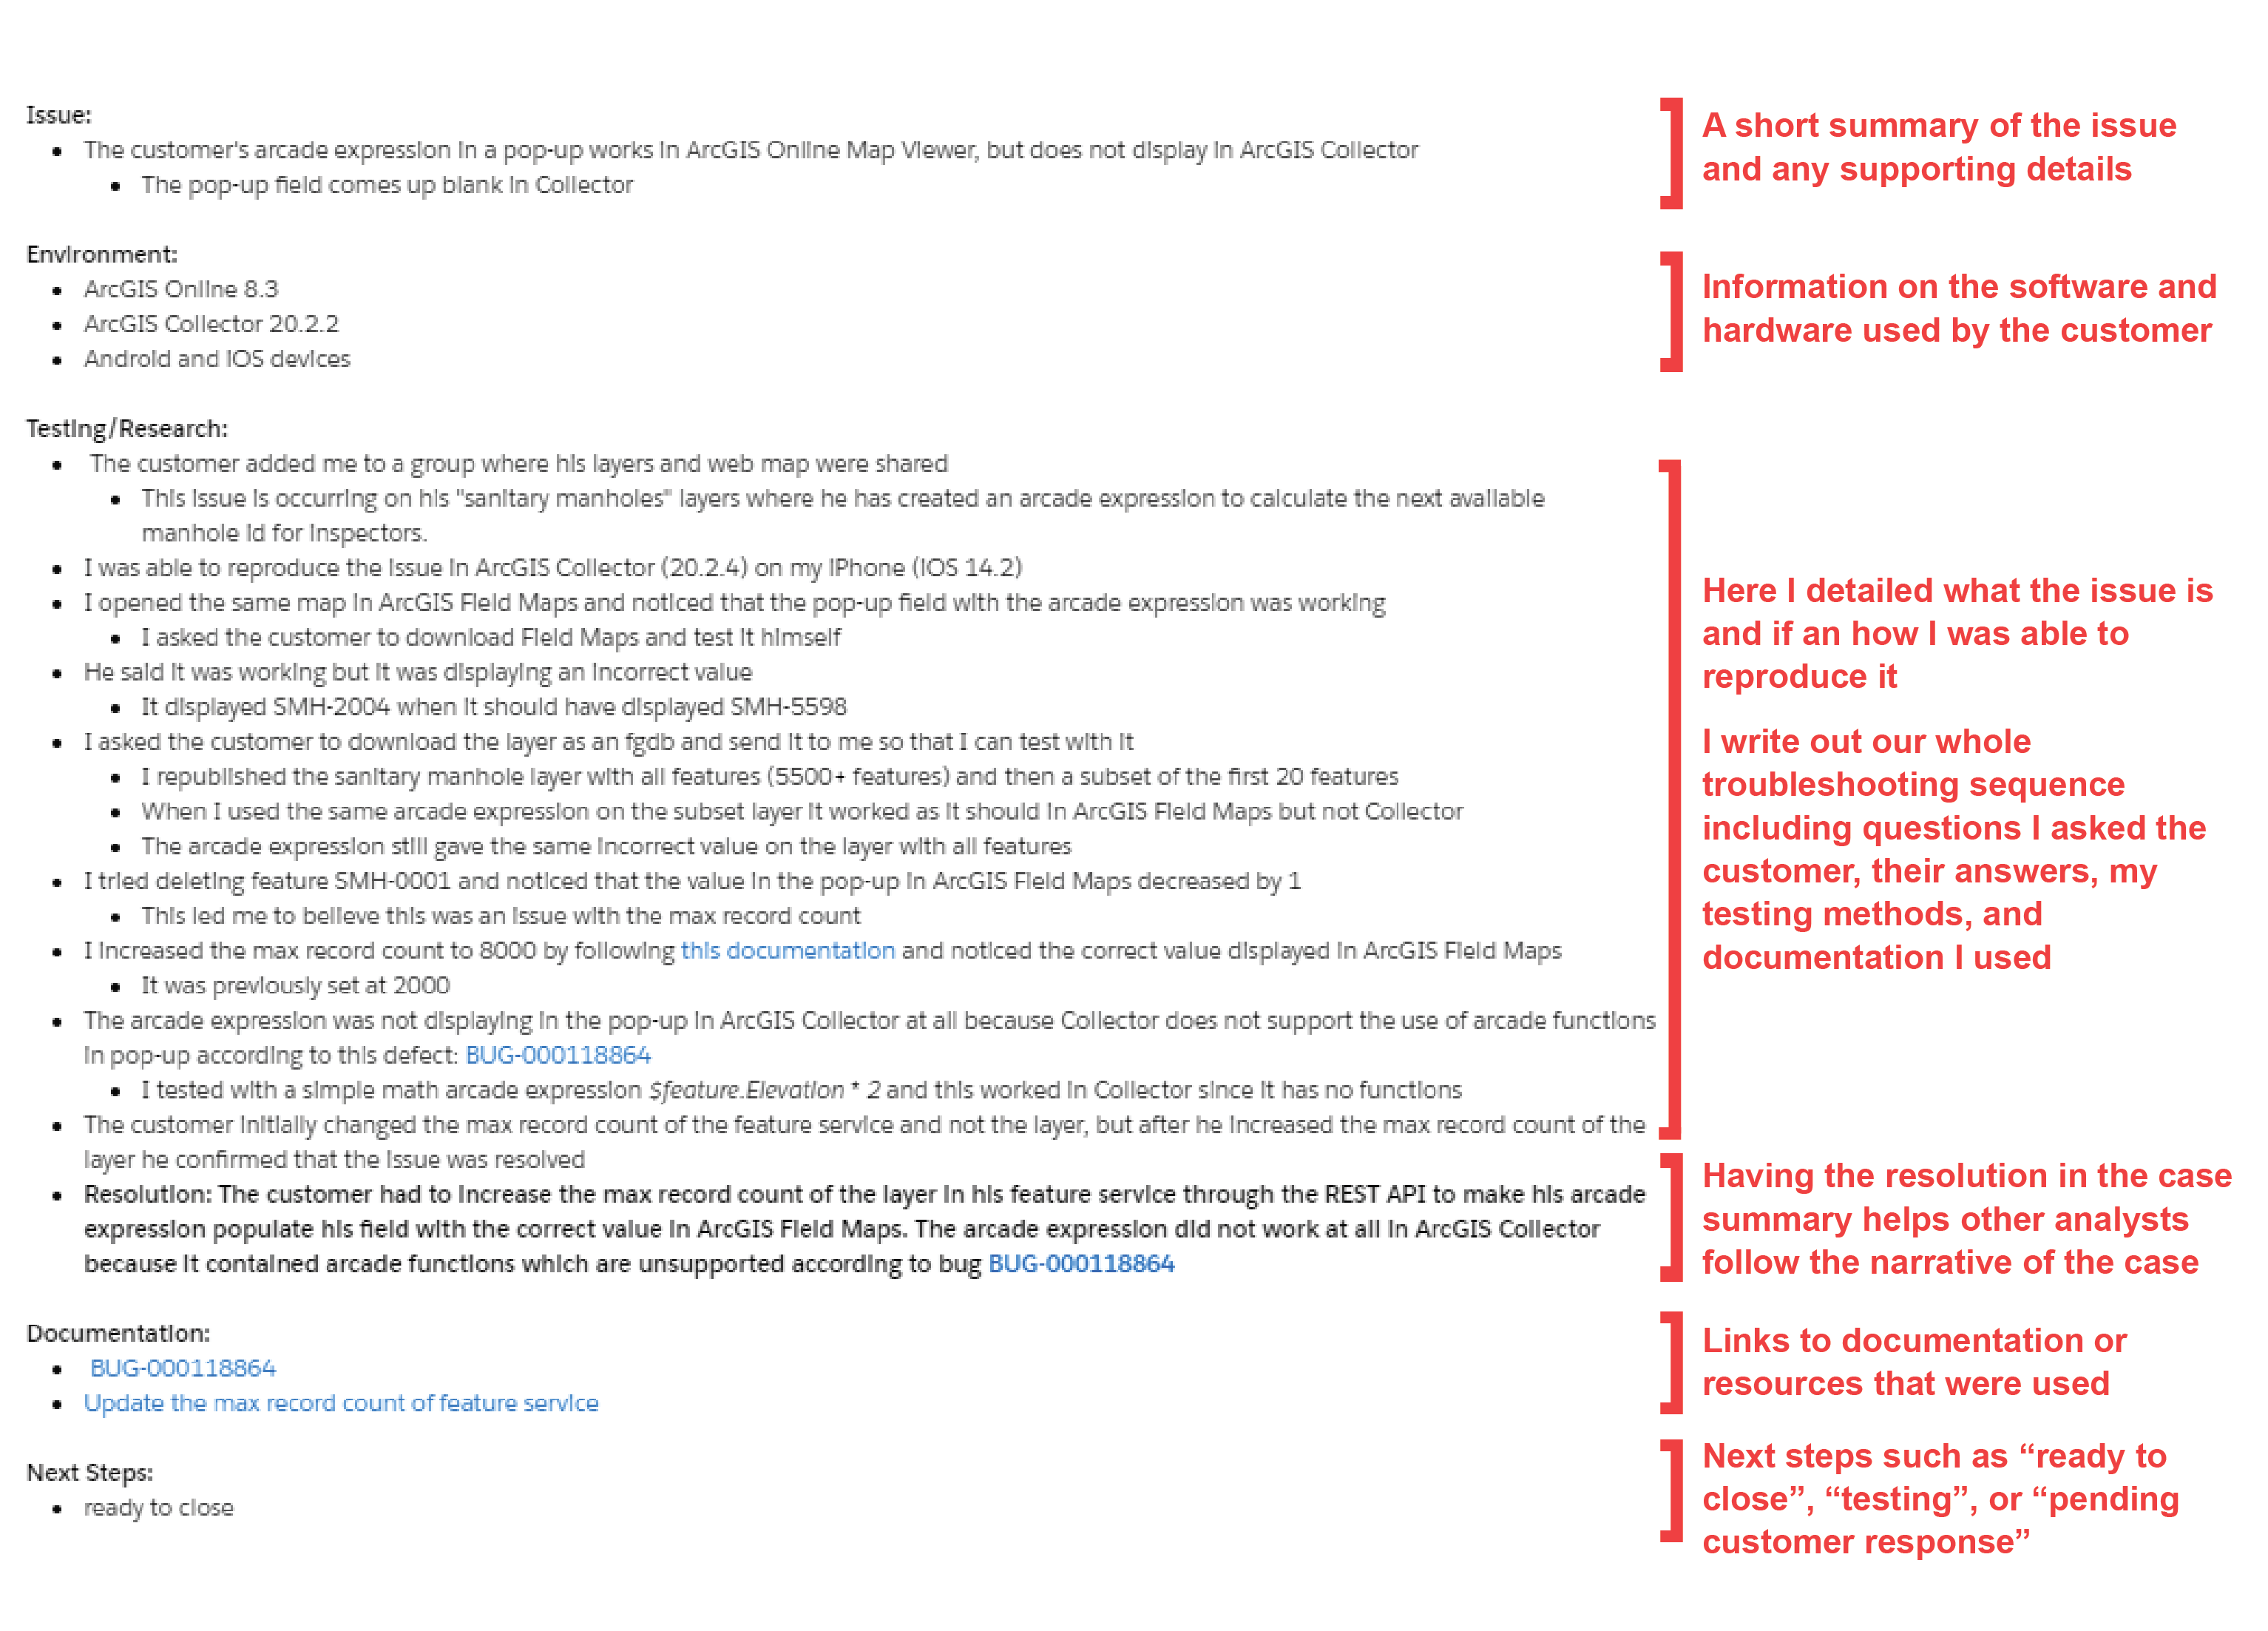 Issue:
• The customer's arcade expression in a pop-up works in ArcGIS Online Map Viewer, but does not display in ArcGIS Collector
• The pop-up field comes up blank in Collector
A short summary of the issue
and any supporting details
Environment:
• ArcGIS Online 8.3
• ArcGIS Collector 20.2.2
• Android and iOS devices
Information on the software and
hardware used by the customer
Testing/Research:
• The customer added me to a group where his layers and web map were shared
• This issue is occurring on his "sanitary manholes" layers where he has created an arcade expression to calculate the next available
manhole id for inspectors.
• I was able to reproduce the issue in ArcGIS Collector (20.2.4) on my iPhone (iOS 14.2)
• I opened the same map in ArcGIS Field Maps and noticed that the pop-up field with the arcade expression was working
• I asked the customer to download Field Maps and test it himself
• He said it was working but it was displaying an incorrect value
• It displayed SMH-2004 when it should have displayed SMH-5598
• I asked the customer to download the layer as an fgdb and send it to me so that I can test with it
• I republished the sanitary manhole layer with all features (5500+ features) and then a subset of the first 20 features
• When I used the same arcade expression on the subset layer it worked as it should in ArcGIS Field Maps but not Collector
• The arcade expression still gave the same incorrect value on the layer with all features
• I tried deleting feature SMH-0001 and noticed that the value in the pop-up in ArcGIS Field Maps decreased by 1
• This led me to believe this was an issue with the max record count
• I increased the max record count to 8000 by following this documentation and noticed the correct value displayed in ArcGIS Field Maps
• It was previously set at 2000
• The arcade expression was not displaying in the pop-up in ArcGIS Collector at all because Collector does not support the use of arcade functions
in pop-up according to this defect: BUG-000118864
• I tested with a simple math arcade expression $feature.Elevation * 2 and this worked in Collector since it has no functions
• The customer initially changed the max record count of the feature service and not the layer, but after he increased the max record count of the
layer he confirmed that the issue was resolved
Here I detailed what the issue is
and if an how I was able to
reproduce it
I write out our whole
troubleshooting sequence
including questions I asked the
customer, their answers, my
testing methods, and
documentation I used
• Resolution: The customer had to increase the max record count of the layer in his feature service through the REST API to make his arcade
expression populate his field with the correct value in ArcGIS Field Maps. The arcade expression did not work at all in ArcGIS Collector
because it contained arcade functions which are unsupported according to bug BUG-000118864
Having the resolution in the case
summary helps other analysts
follow the narrative of the case
Documentation:
• BUG-000118864
• Update the max record count of feature service
Links to documentation or
resources that were used
Next Steps:
• ready to close
Next steps such as “ready to
close”, “testing”, or “pending
customer response”